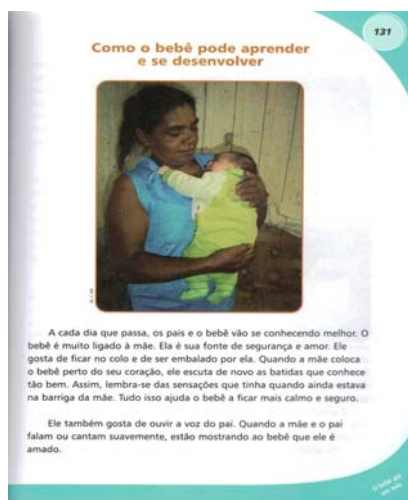 131
Como o bebê pode aprender
e se desenvolver
A cada dia que passa, os pais e o bebê vão se conhecendo melhor. O
bebê é muito ligado à mãe. Ela é sua fonte de segurança e amor. Ele
gosta de ficar no colo e de ser embalado por ela. Quando a mãe coloca
o bebê perto do seu coração, ele escuta de novo as batidas que conhece
tão bem. Assim, lembra-se das sensações que tinha quando ainda estava
na barriga da mãe. Tudo isso ajuda o bebê a ficar mais calmo e seguro.
Ele também gosta de ouvir a voz do pai. Quando a mãe e o pai
falam ou cantam suavemente, estão mostrando ao bebê que ele é
amado.
O bebê até
um mês